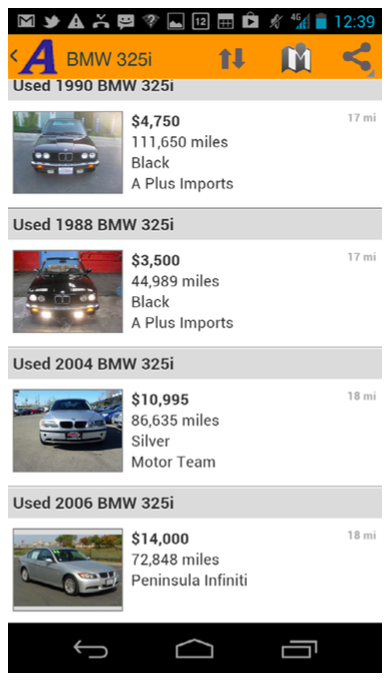 12
4G
12:39
A
BMW 325i
Used 1990 BMW 325i
$4,750
17 mi
111,650 miles
Black
A Plus Imports
Used 1988 BMW 325i
$3,500
17 mi
44,989 miles
Black
A Plus Imports
Used 2004 BMW 325i
$10,995
18 mi
86,635 miles
Silver
Motor Team
Used 2006 BMW 325i
$14,000
18 mi
72,848 miles
Peninsula Infiniti